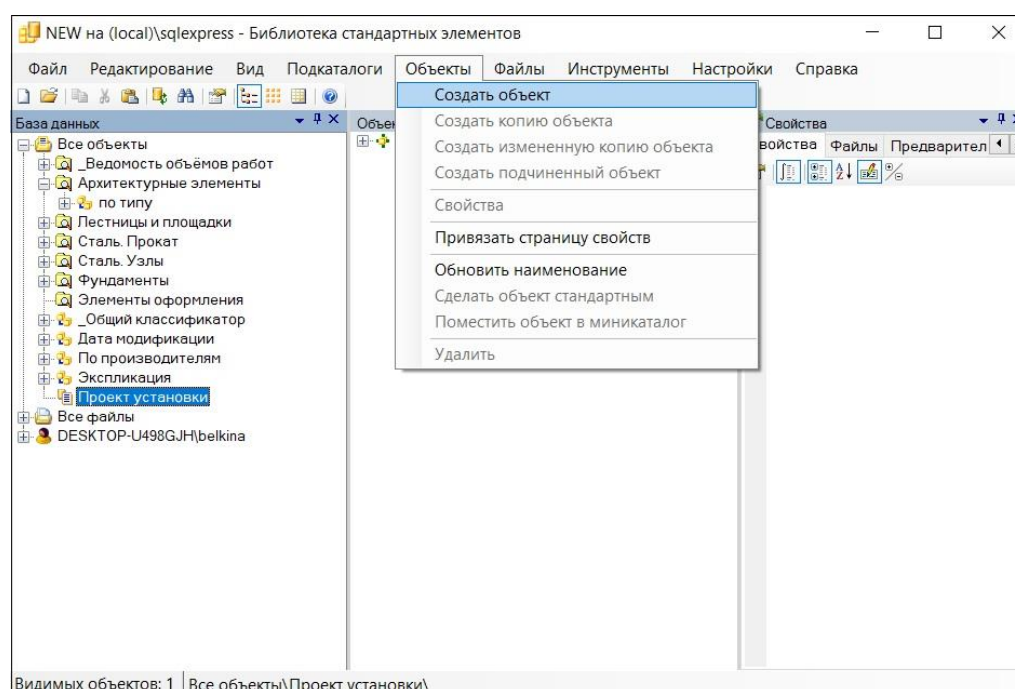 NEW на (local)\sqlexpress - Библиотека стандартных элементов
Файл Редактирование Вид Подкаталоги Объекты Файлы Инструменты Настройки Справка
База данных
Все объекты
_Ведомость объёмов работ
Архитектурные элементы
по типу
Лестницы и площадки
Сталь. Прокат
Сталь. Узлы
Фундаменты
Элементы оформления
_Общий классификатор
Дата модификации
По производителям
Экспликация
Проект установки
Все файлы
DESKTOP-U498GJH\belkina
Объе
Создать объект
Создать копию объекта
Создать измененную копию объекта
Создать подчиненный объект
Свойства
Привязать страницу свойств
Обновить наименование
Сделать объект стандартным
Поместить объект в миникаталог
Удалить
Свойства
войства Файлы Предварител
Видимых объектов: 1 Все объекты\Проект установки\